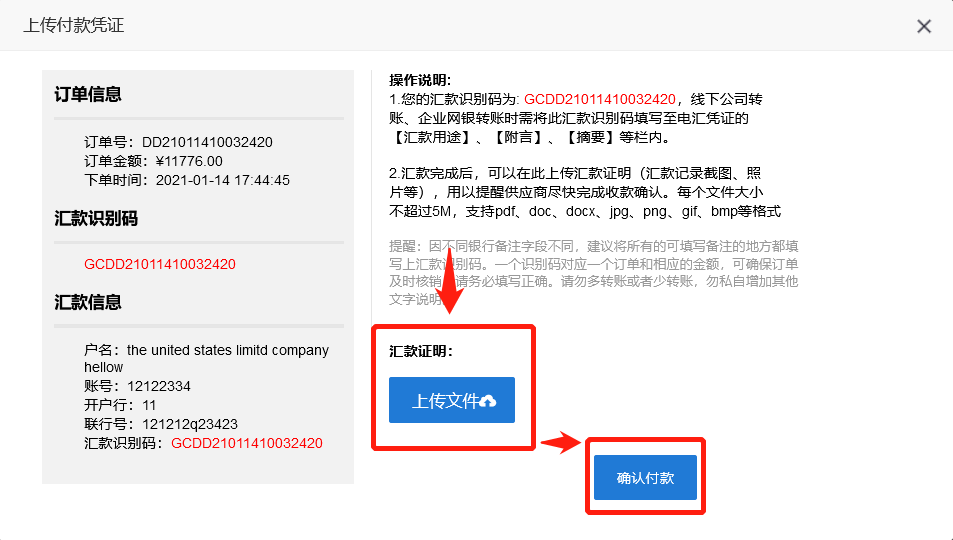 上传付款凭证
订单信息
订单号：DD21011410032420
订单金额：¥11776.00
下单时间：2021-01-14 17:44:45
汇款识别码
GCDD21011410032420
汇款信息
户名：the united states limitd company
hellow
账号：12122334
开户行：11
联行号：121212q23423
汇款识别码：GCDD21011410032420
操作说明:
1.您的汇款识别码为: GCDD21011410032420，线下公司转
账、企业网银转账时需将此汇款识别码填写至电汇凭证的
【汇款用途】、【附言】、【摘要】等栏内。
2.汇款完成后，可以在此上传汇款证明（汇款记录截图、照
片等），用以提醒供应商尽快完成收款确认。每个文件大小
不超过5M，支持pdf、doc、docx、jpg、png、gif、bmp等格式
提醒：因不同银行备注字段不同，建议将所有的可填写备注的地方都填
写上汇款识别码。一个识别码对应一个订单和相应的金额，可确保订单
及时核销 请务必填写正确。请勿多转账或者少转账，勿私自增加其他
文字说明
汇款证明：
上传文件
确认付款